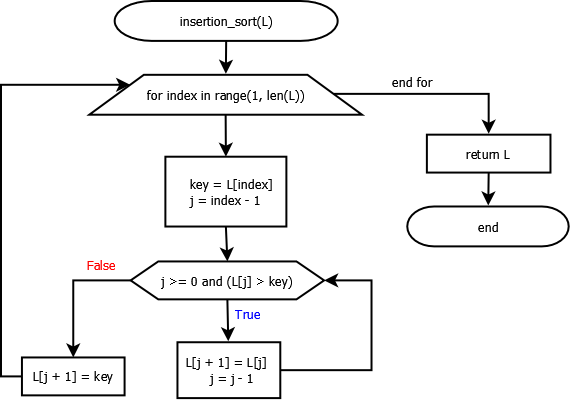 insertion_sort(L)
for index in range(1, len(L))
end for
return L
end
key = L[index]
j = index - 1
j >= 0 and (L[j] > key)
False
True
L[j + 1] = key
L[j + 1] = L[j]
j = j - 1